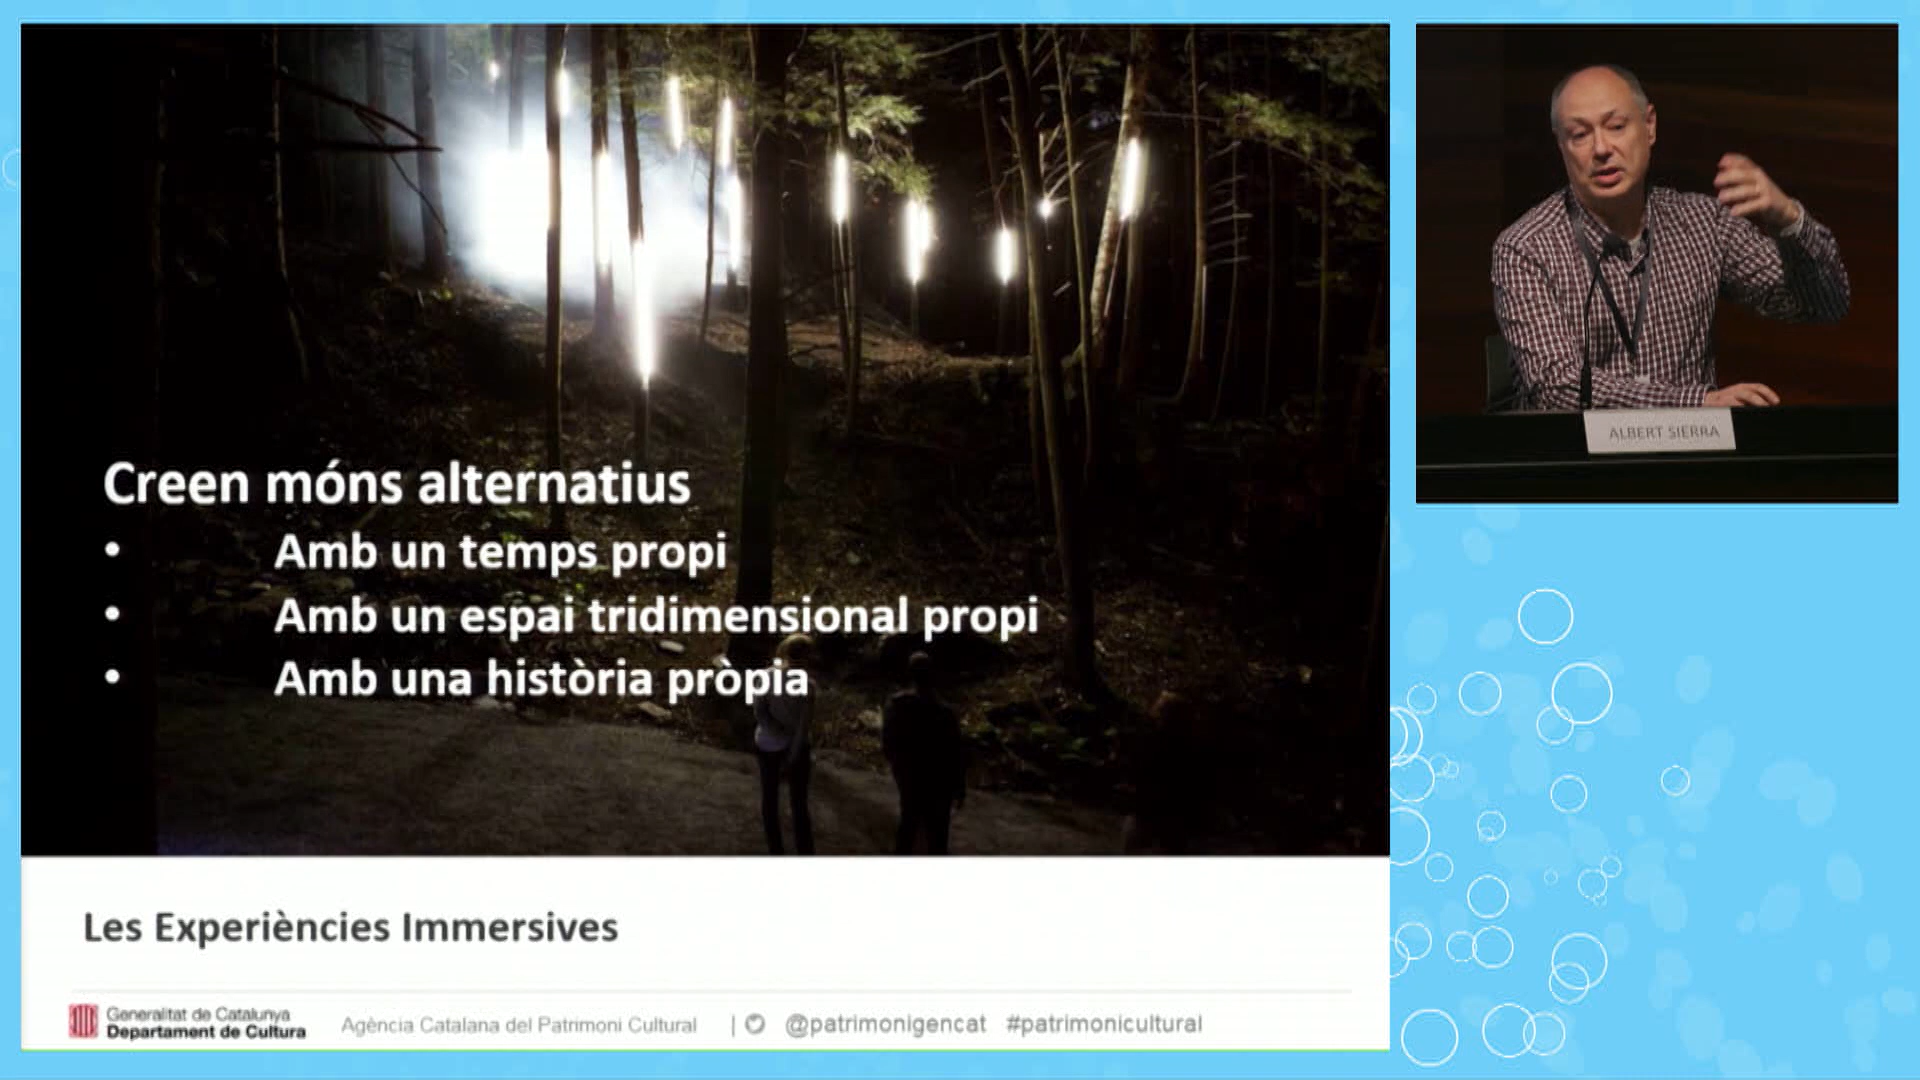 Creen móns alternatius
• Amb un temps propi
• Amb un espai tridimensional propi
• Amb una història pròpia
Les Experiències Immersives
Generalitat de Catalunya
Departament de Cultura
Agència Catalana del Patrimoni Cultural | @patrimonigencat #patrimonicultural
ALBERT SIERRA